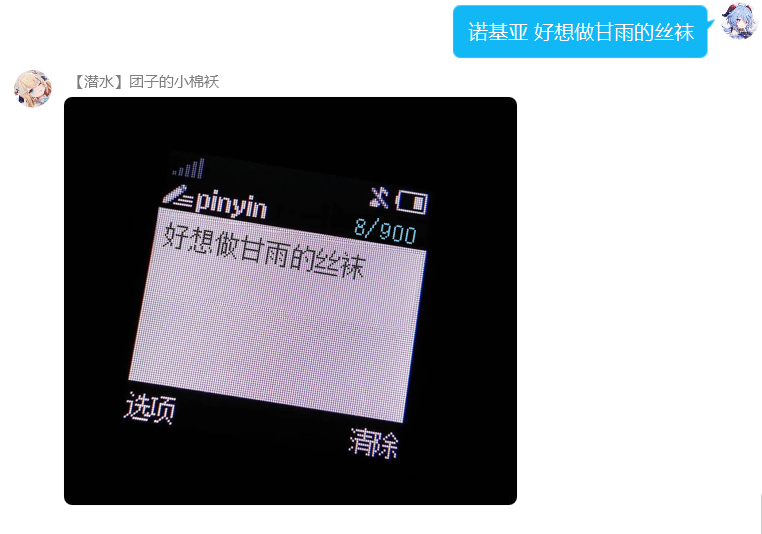 诺基亚 好想做甘雨的丝袜
【潜水】团子的小棉袄
pinyin
8/900
好想做甘雨的丝袜
选项
清除